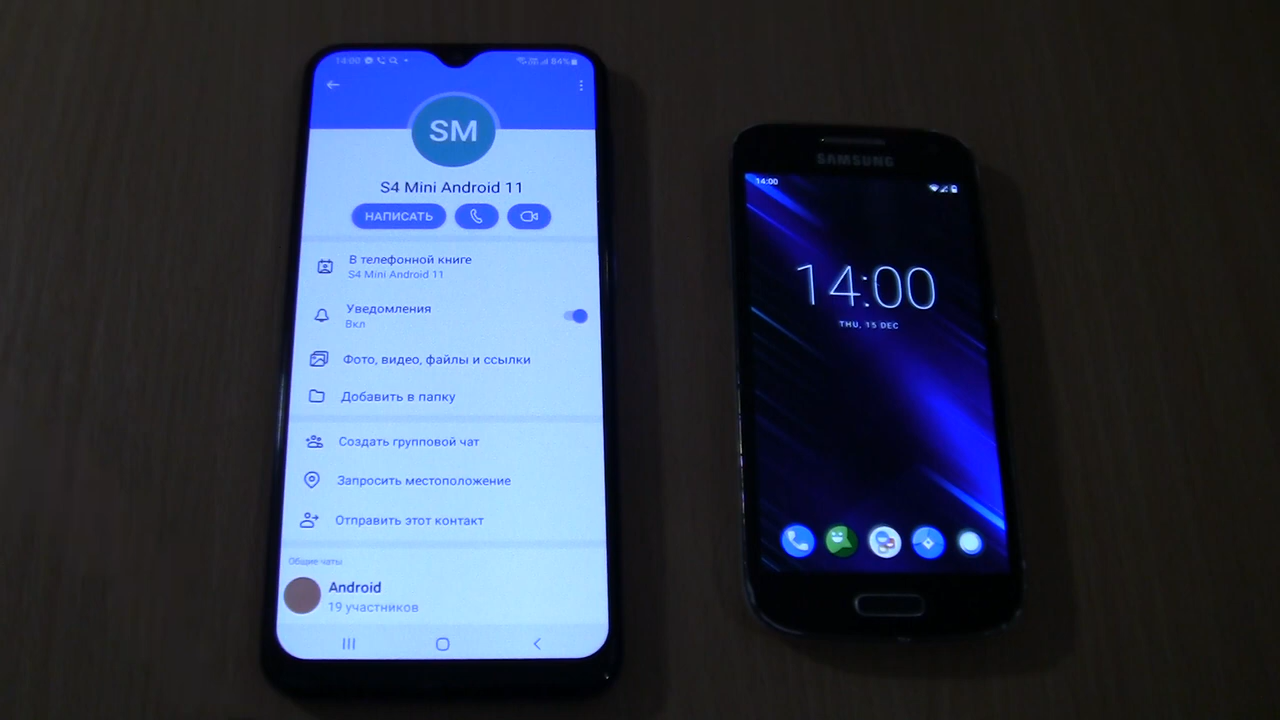 14:00
84%
SM
S4 Mini Android 11
НАПИСАТЬ
В телефонной книге
S4 Mini Android 11
Уведомления
Вкл
Фото, видео, файлы и ссылки
Добавить в папку
Создать групповой чат
Запросить местоположение
Отправить этот контакт
Общие чаты
Android
19 участников
SAMSUNG
14:00
14:00
THU, 15 DEC